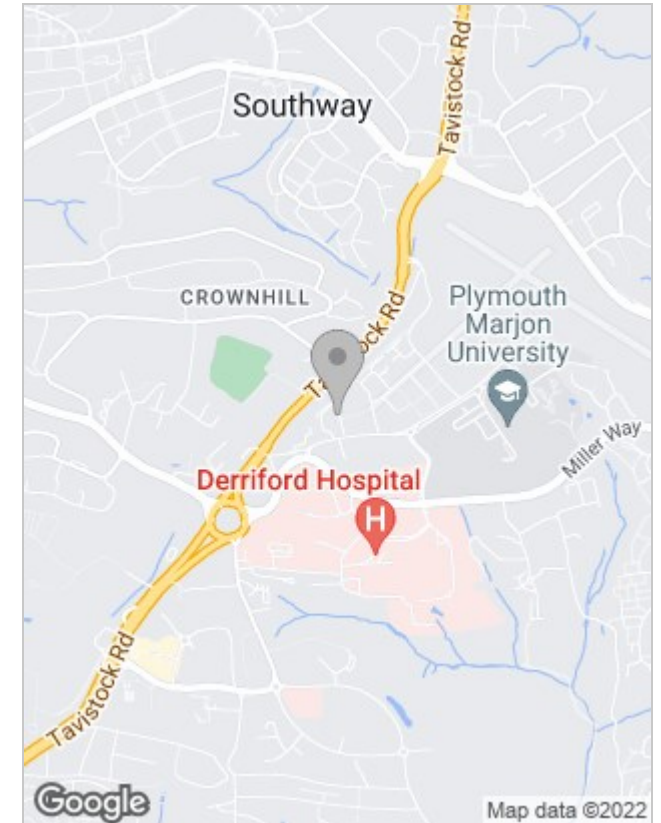 Tavistock Rd
Southway
CROWNHILL
Tavistock Rd
Plymouth
Marjon
University
Miller Way
Derriford Hospital
H
Tavistock Rd
Google
Map data ©2022